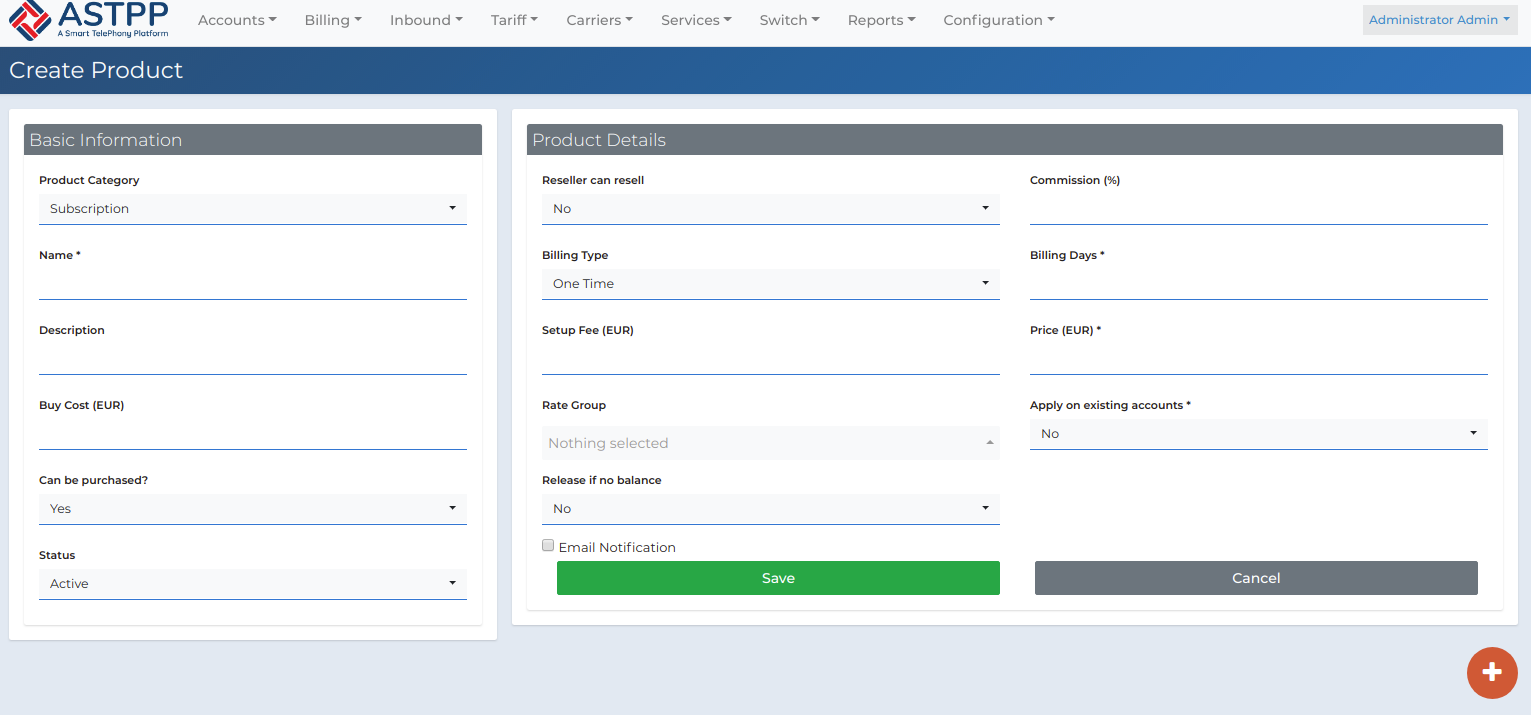 ASTPP
A Smart TelePhony Platform
Accounts Billing Inbound Tariff Carriers Services Switch Reports Configuration Administrator Admin
Create Product
Basic Information
Product Category
Subscription
Name *
Description
Buy Cost (EUR)
Can be purchased?
Yes
Status
Active
Product Details
Reseller can resell
No
Commission (%)
Billing Type
One Time
Billing Days *
Setup Fee (EUR)
Price (EUR) *
Rate Group
Nothing selected
Apply on existing accounts *
No
Release if no balance
No
Email Notification
Save
Cancel